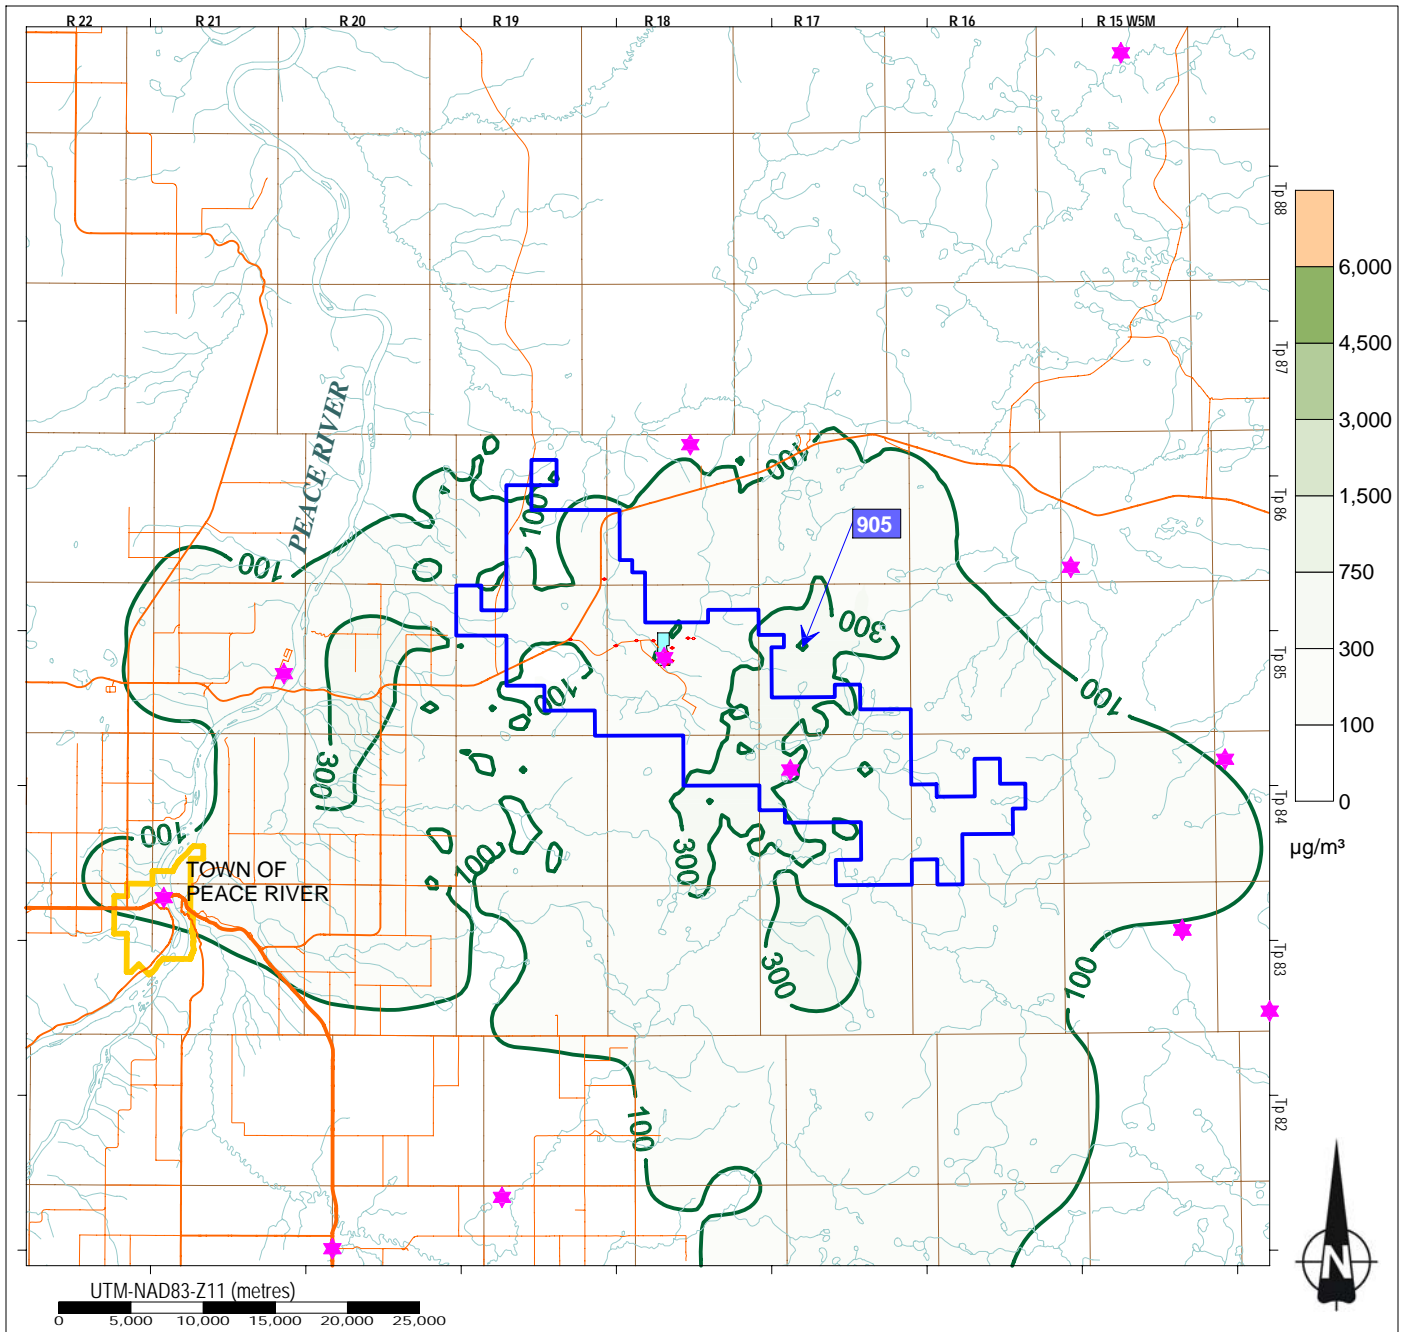 R 22 R 21 R 20 R 19 R 18 R 17 R 16 R 15 W5M
Tp 88
Tp 87
Tp 86
Tp 85
Tp 84
Tp 83
Tp 82
PEACE RIVER
100
100
100
905
300
100
100
300
100
300
100
300
100
100
TOWN OF
PEACE RIVER
6,000
4,500
3,000
1,500
750
300
100
0
µg/m³
N
UTM-NAD83-Z11 (metres)
0 5,000 10,000 15,000 20,000 25,000